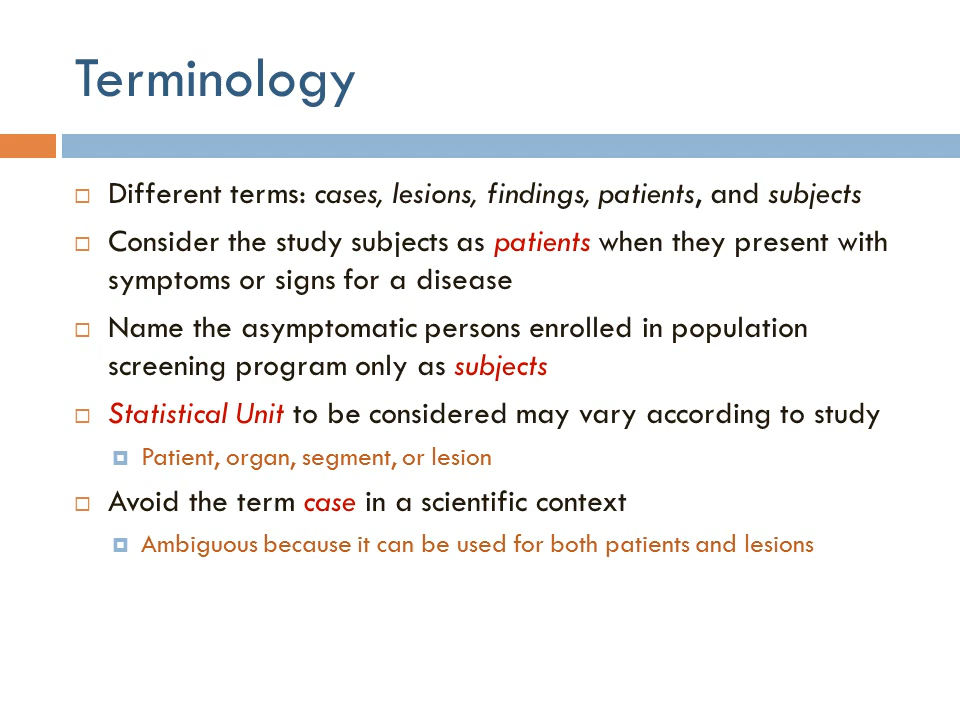 Terminology
Different terms: cases, lesions, findings, patients, and subjects
Consider the study subjects as patients when they present with
symptoms or signs for a disease
Name the asymptomatic persons enrolled in population
screening program only as subjects
Statistical Unit to be considered may vary according to study
Patient, organ, segment, or lesion
Avoid the term case in a scientific context
Ambiguous because it can be used for both patients and lesions